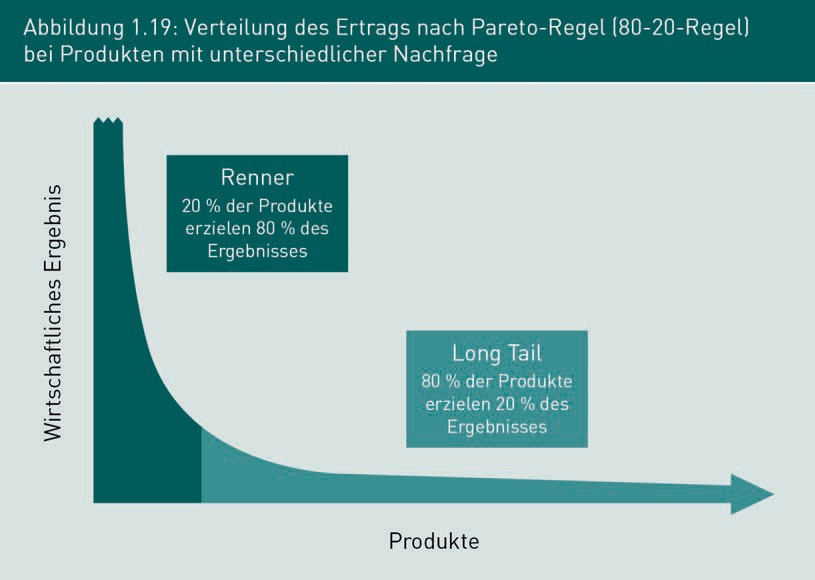 Abbildung 1.19: Verteilung des Ertrags nach Pareto-Regel (80-20-Regel)
bei Produkten mit unterschiedlicher Nachfrage
Wirtschaftliches Ergebnis
Renner
20 % der Produkte
erzielen 80 % des
Ergebnisses
Long Tail
80 % der Produkte
erzielen 20 % des
Ergebnisses
Produkte